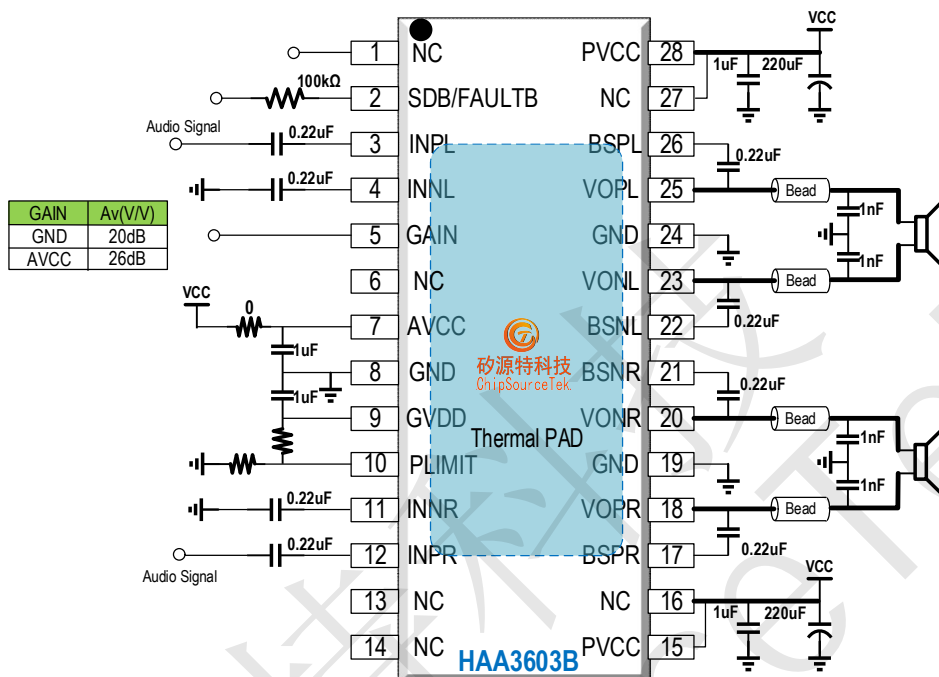 VCC
1 NC PVCC 28 1uF 220uF
100kΩ
2 SDB/FAULTB NC 27
Audio Signal 0.22uF
3 INPL BSPL 26
0.22uF
0.22uF
4 INNL VOPL 25 Bead
1nF
GAIN Av(V/V)
GND 20dB
AVCC 26dB
5 GAIN GND 24
1nF
6 NC VONL 23 Bead
VCC 0
7 AVCC BSNL 22 0.22uF
1uF
8 GND BSNR 21
矽源特科技
ChipSourceTek.
1uF 0.22uF
9 GVDD VONR 20 Bead
Thermal PAD
1nF
10 PLIMIT GND 19
1nF
0.22uF
11 INNR VOPR 18 Bead
0.22uF
12 INPR BSPR 17 0.22uF
Audio Signal
VCC
13 NC NC 16 1uF 220uF
14 NC PVCC 15
HAA3603B